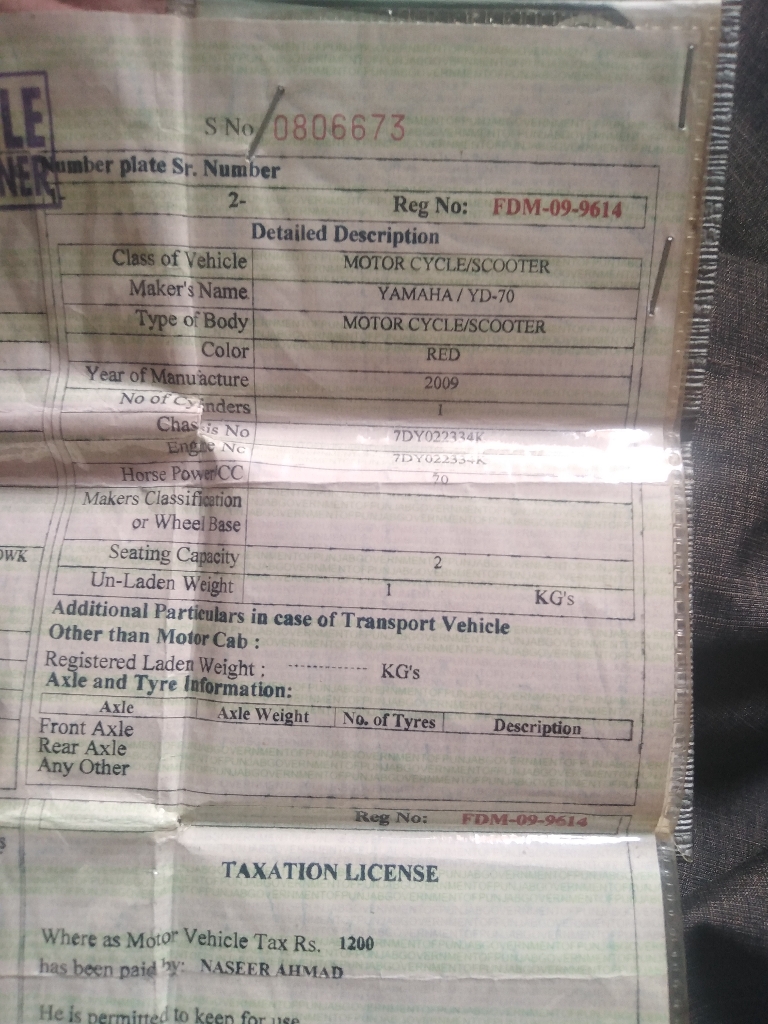 LE
NER
S No 0806673
Number plate Sr. Number
1- 2- Reg No: FDM-09-9614
Detailed Description
Class of Vehicle MOTOR CYCLE/SCOOTER
Maker's Name YAMAHA / YD-70
Type of Body MOTOR CYCLE/SCOOTER
Color RED
Year of Manufacture 2009
No of Cylinders 1
Chassis No 7DY022334K
Engine No 7DY022334K
Horse Power/CC 70
Makers Classification
or Wheel Base
OWK
Seating Capacity 2
Un-Laden Weight 1 KG's
Additional Particulars in case of Transport Vehicle
Other than Motor Cab :
Registered Laden Weight : ------------ KG's
Axle and Tyre Information:
Axle Axle Weight No. of Tyres Description
Front Axle
Rear Axle
Any Other
Reg No: FDM-09-9614
TAXATION LICENSE
Where as Motor Vehicle Tax Rs. 1200
has been paid by: NASEER AHMAD
He is permitted to keep for use